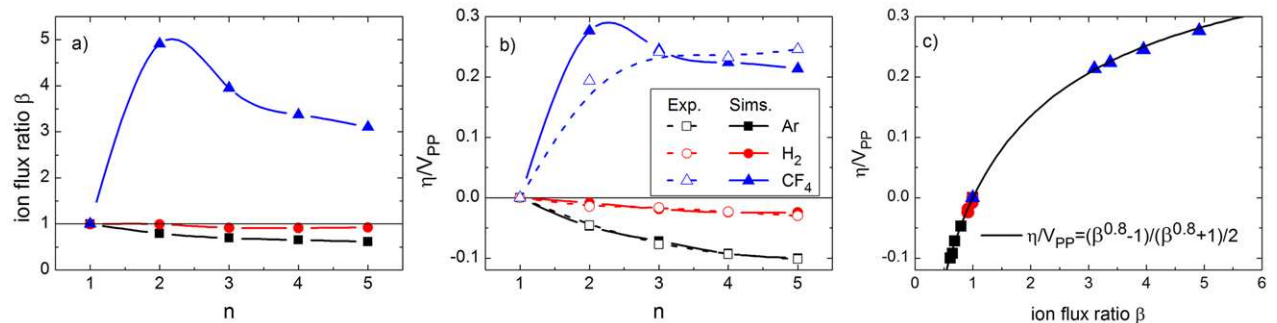 a)
ion flux ratio β
5
4
3
2
1
0
1 2 3 4 5
n
b)
η/V_PP
0.3
0.2
0.1
0.0
-0.1
Exp. Sims.
Ar
H₂
CF₄
1 2 3 4 5
n
c)
η/V_PP
0.3
0.2
0.1
0.0
-0.1
η/V_PP=(β^0.8-1)/(β^0.8+1)/2
0 1 2 3 4 5 6
ion flux ratio β